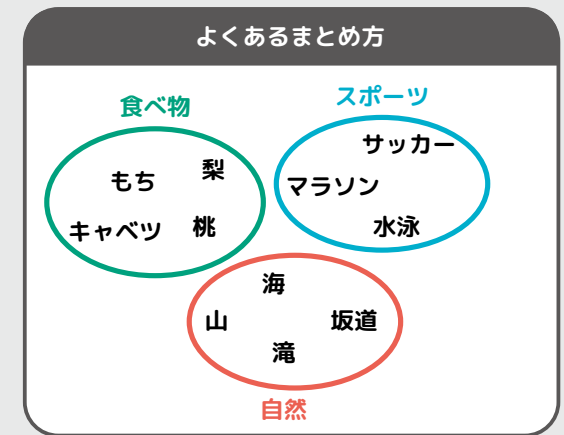 よくあるまとめ方
食べ物
スポーツ
もち
梨
キャベツ
桃
サッカー
マラソン
水泳
海
山
坂道
滝
自然